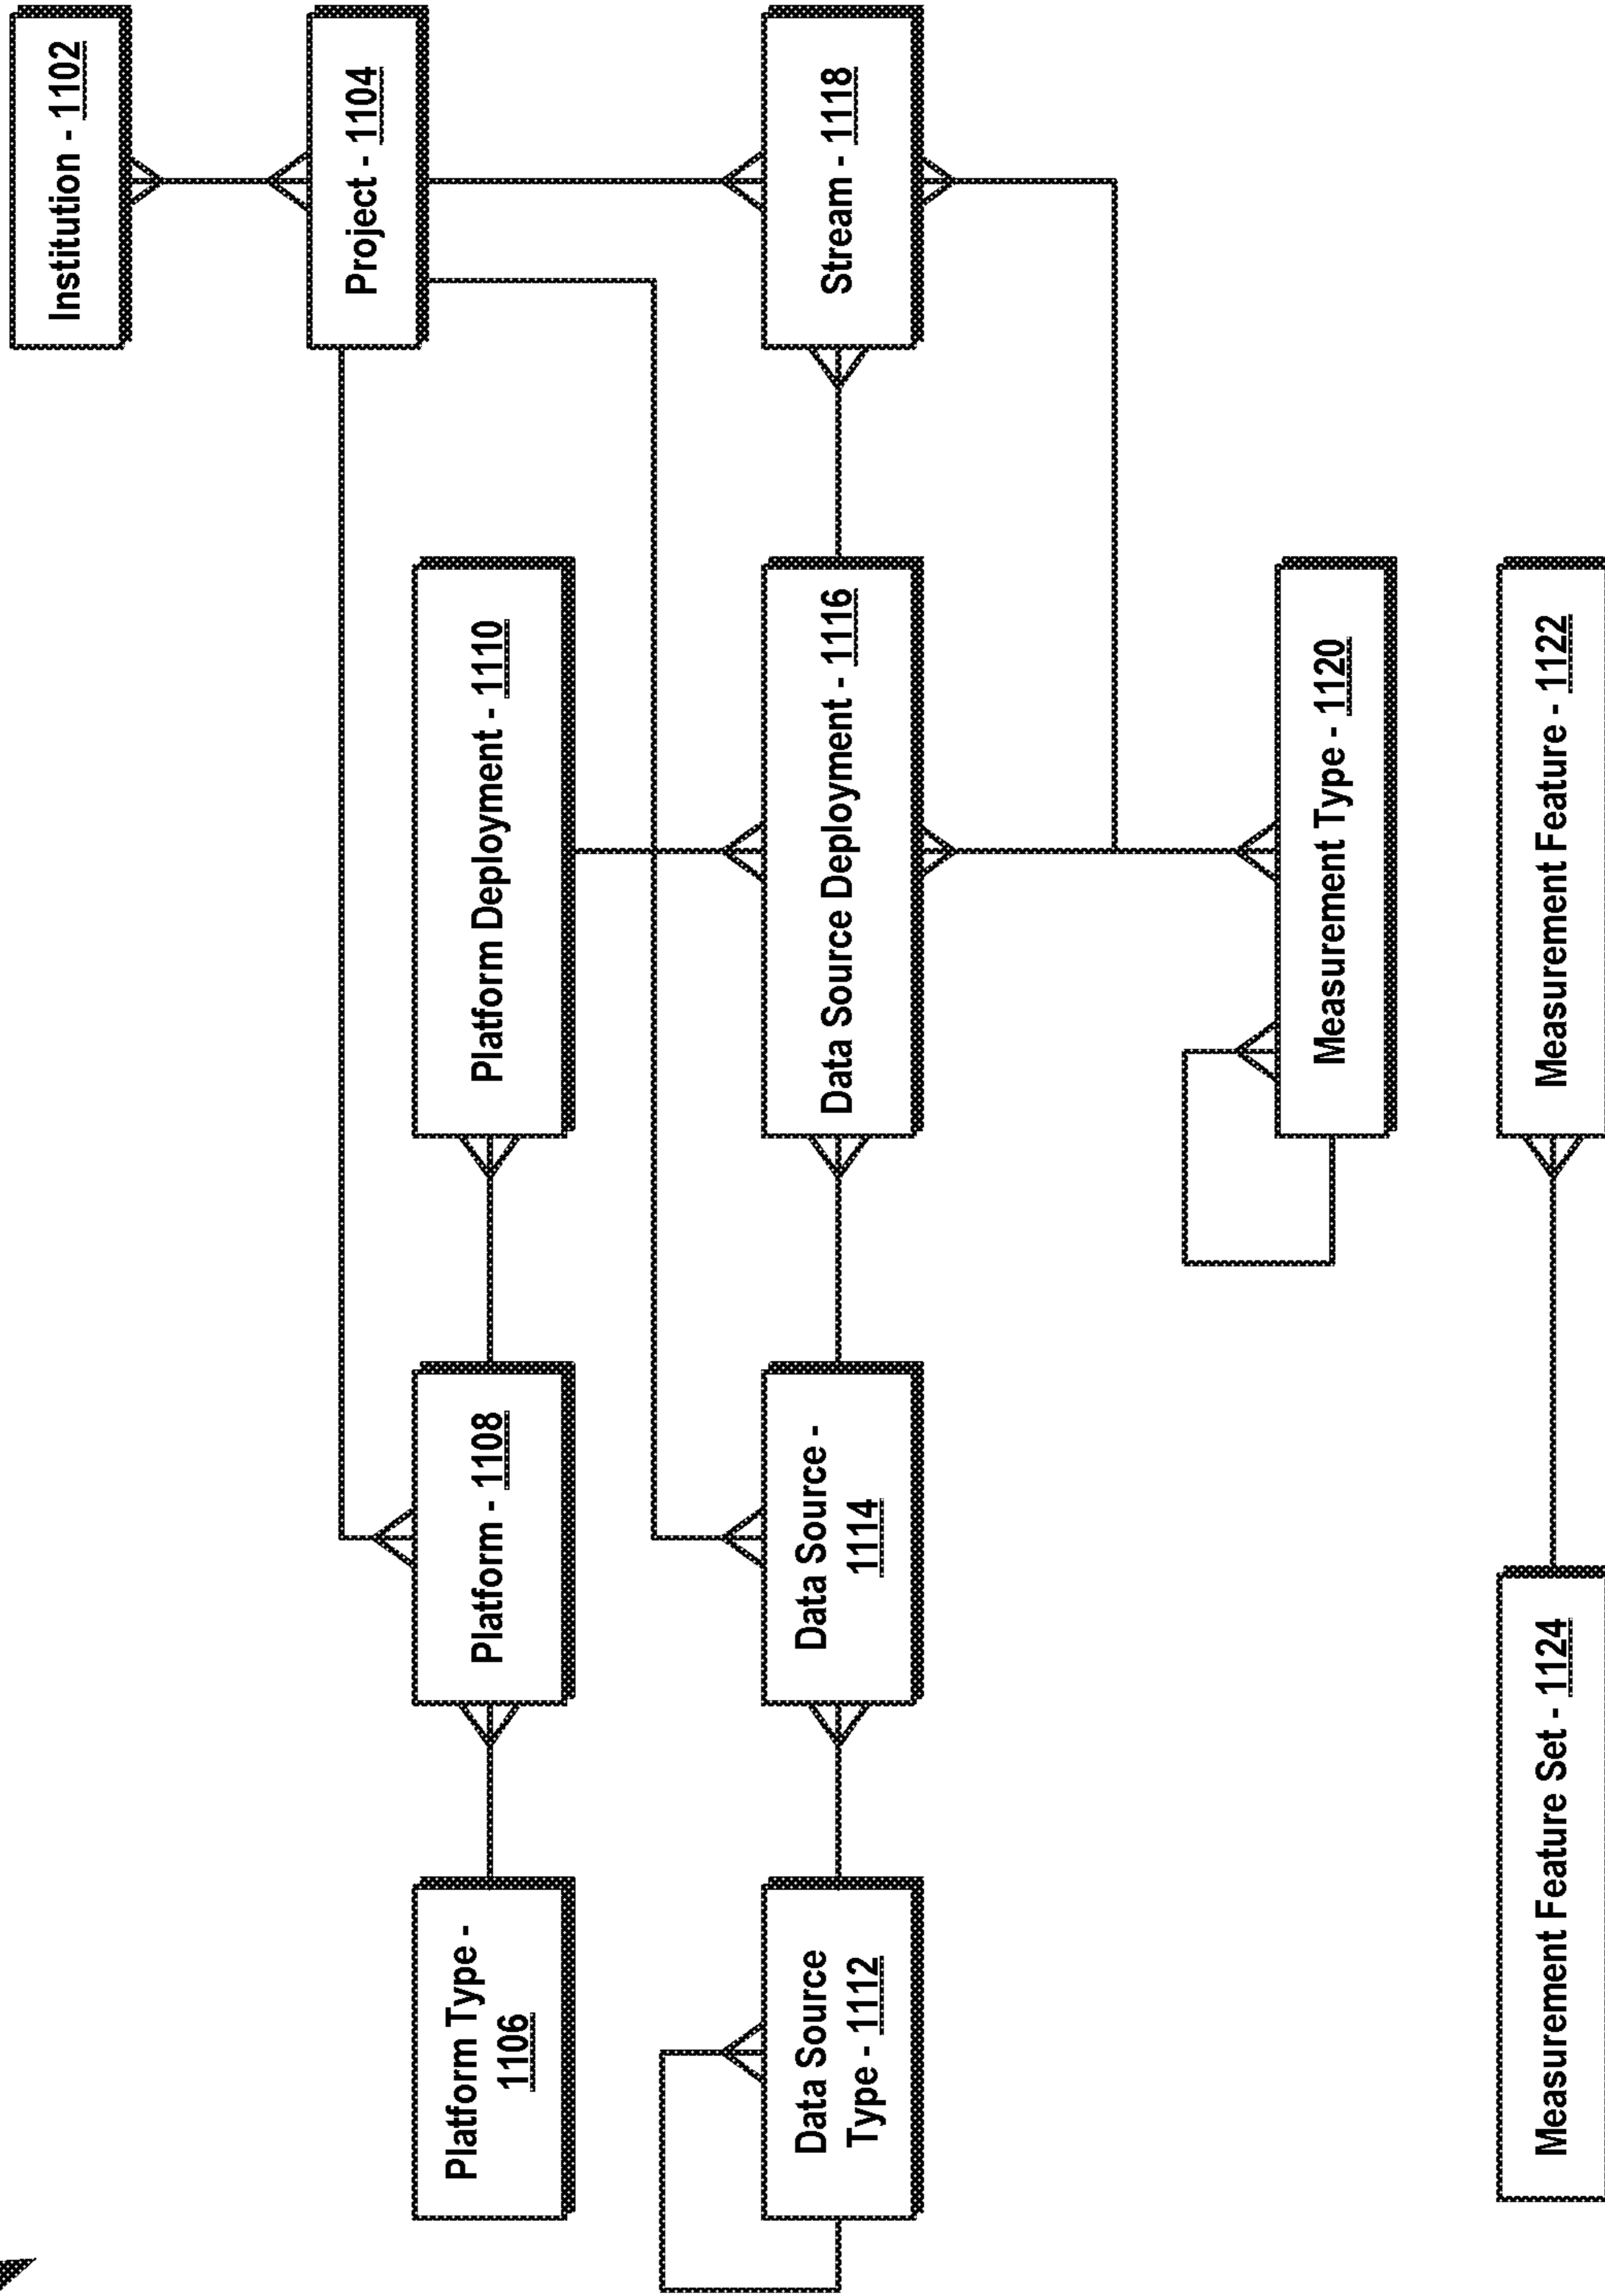 Institution - 1102
Project - 1104
Platform Type -
1106
Platform - 1108
Platform Deployment - 1110
Data Source
Type - 1112
Data Source -
1114
Data Source Deployment - 1116
Stream - 1118
Measurement Type - 1120
Measurement Feature Set - 1124
Measurement Feature - 1122